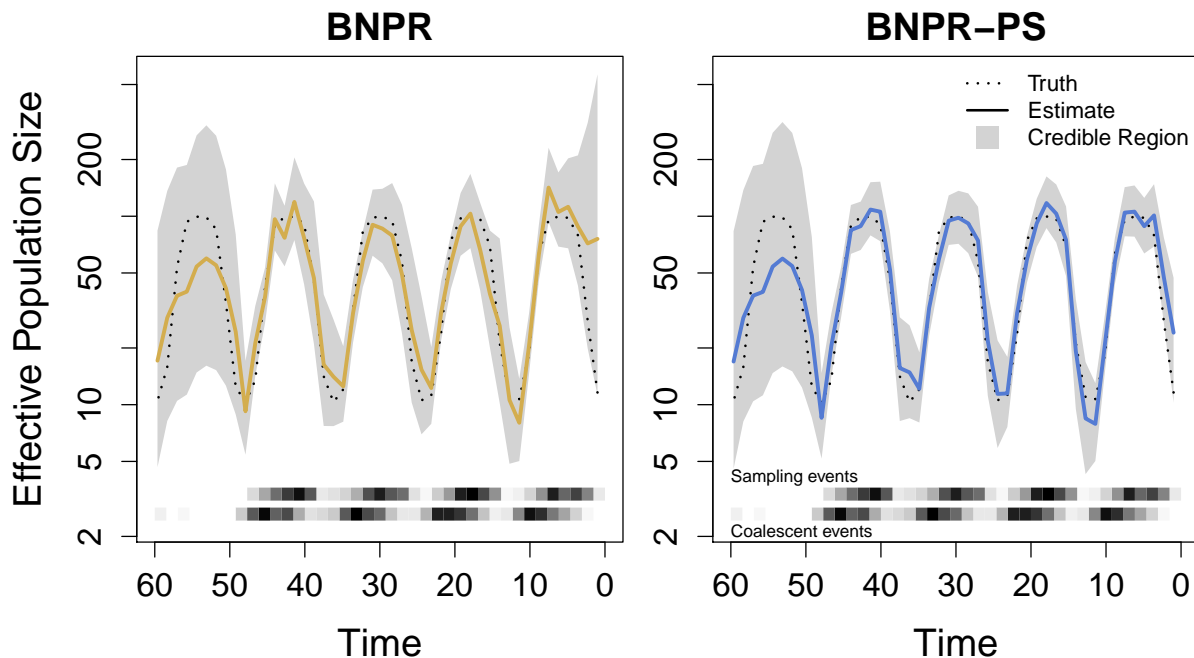 BNPR
BNPR−PS
Effective Population Size
200
50
10
5
2
60 50 40 30 20 10 0
Time
200
50
10
5
2
Truth
Estimate
Credible Region
Sampling events
Coalescent events
60 50 40 30 20 10 0
Time